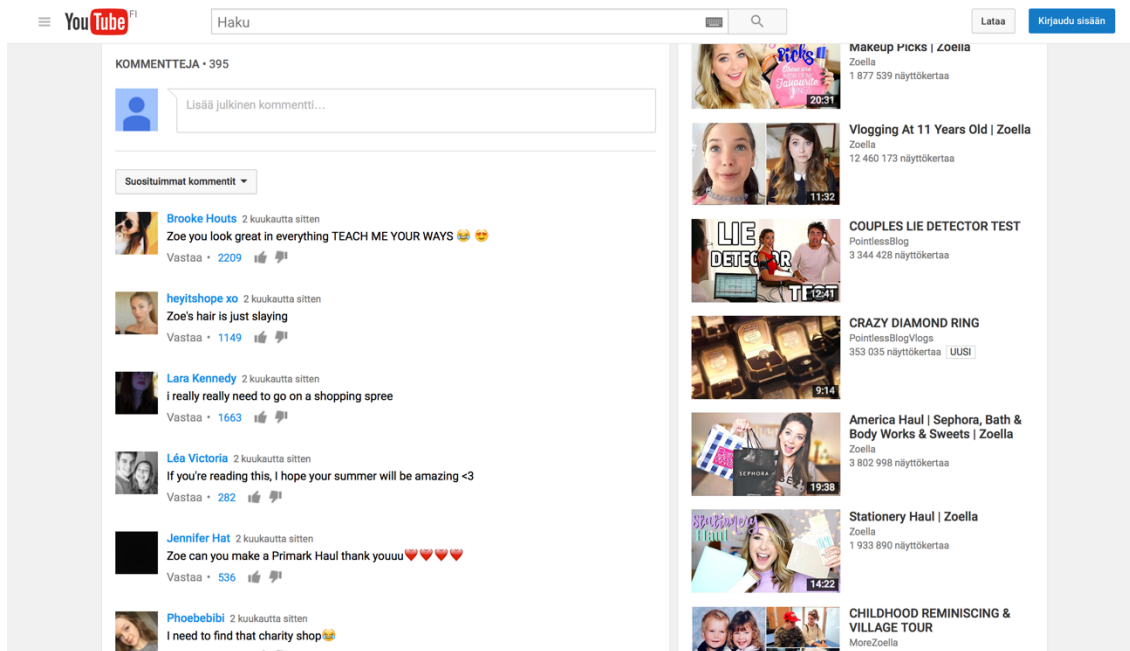 YouTube FI
Haku
Lataa
Kirjaudu sisään
KOMMENTTEJA • 395
Lisää julkinen kommentti...
Suosituimmat kommentit
Brooke Houts 2 kuukautta sitten
Zoe you look great in everything TEACH ME YOUR WAYS 😂 😍
Vastaa • 2209
heyitshope xo 2 kuukautta sitten
Zoe's hair is just slaying
Vastaa • 1149
Lara Kennedy 2 kuukautta sitten
i really really need to go on a shopping spree
Vastaa • 1663
Léa Victoria 2 kuukautta sitten
If you're reading this, I hope your summer will be amazing <3
Vastaa • 282
Jennifer Hat 2 kuukautta sitten
Zoe can you make a Primark Haul thank youuu❤❤❤❤
Vastaa • 536
Phoebebibi 2 kuukautta sitten
I need to find that charity shop😂
Picks
Favourite
20:31
Makeup Picks | Zoella
Zoella
1 877 539 näyttökertaa
11:32
Vlogging At 11 Years Old | Zoella
Zoella
12 460 173 näyttökertaa
LIE
DETECTOR
TEST
12:41
COUPLES LIE DETECTOR TEST
PointlessBlog
3 344 428 näyttökertaa
9:14
CRAZY DIAMOND RING
PointlessBlogVlogs
353 035 näyttökertaa UUSI
SEPHORA
19:38
America Haul | Sephora, Bath &
Body Works & Sweets | Zoella
Zoella
3 802 998 näyttökertaa
Stationery
Haul
14:22
Stationery Haul | Zoella
Zoella
1 933 890 näyttökertaa
CHILDHOOD REMINISCING &
VILLAGE TOUR
MoreZoella